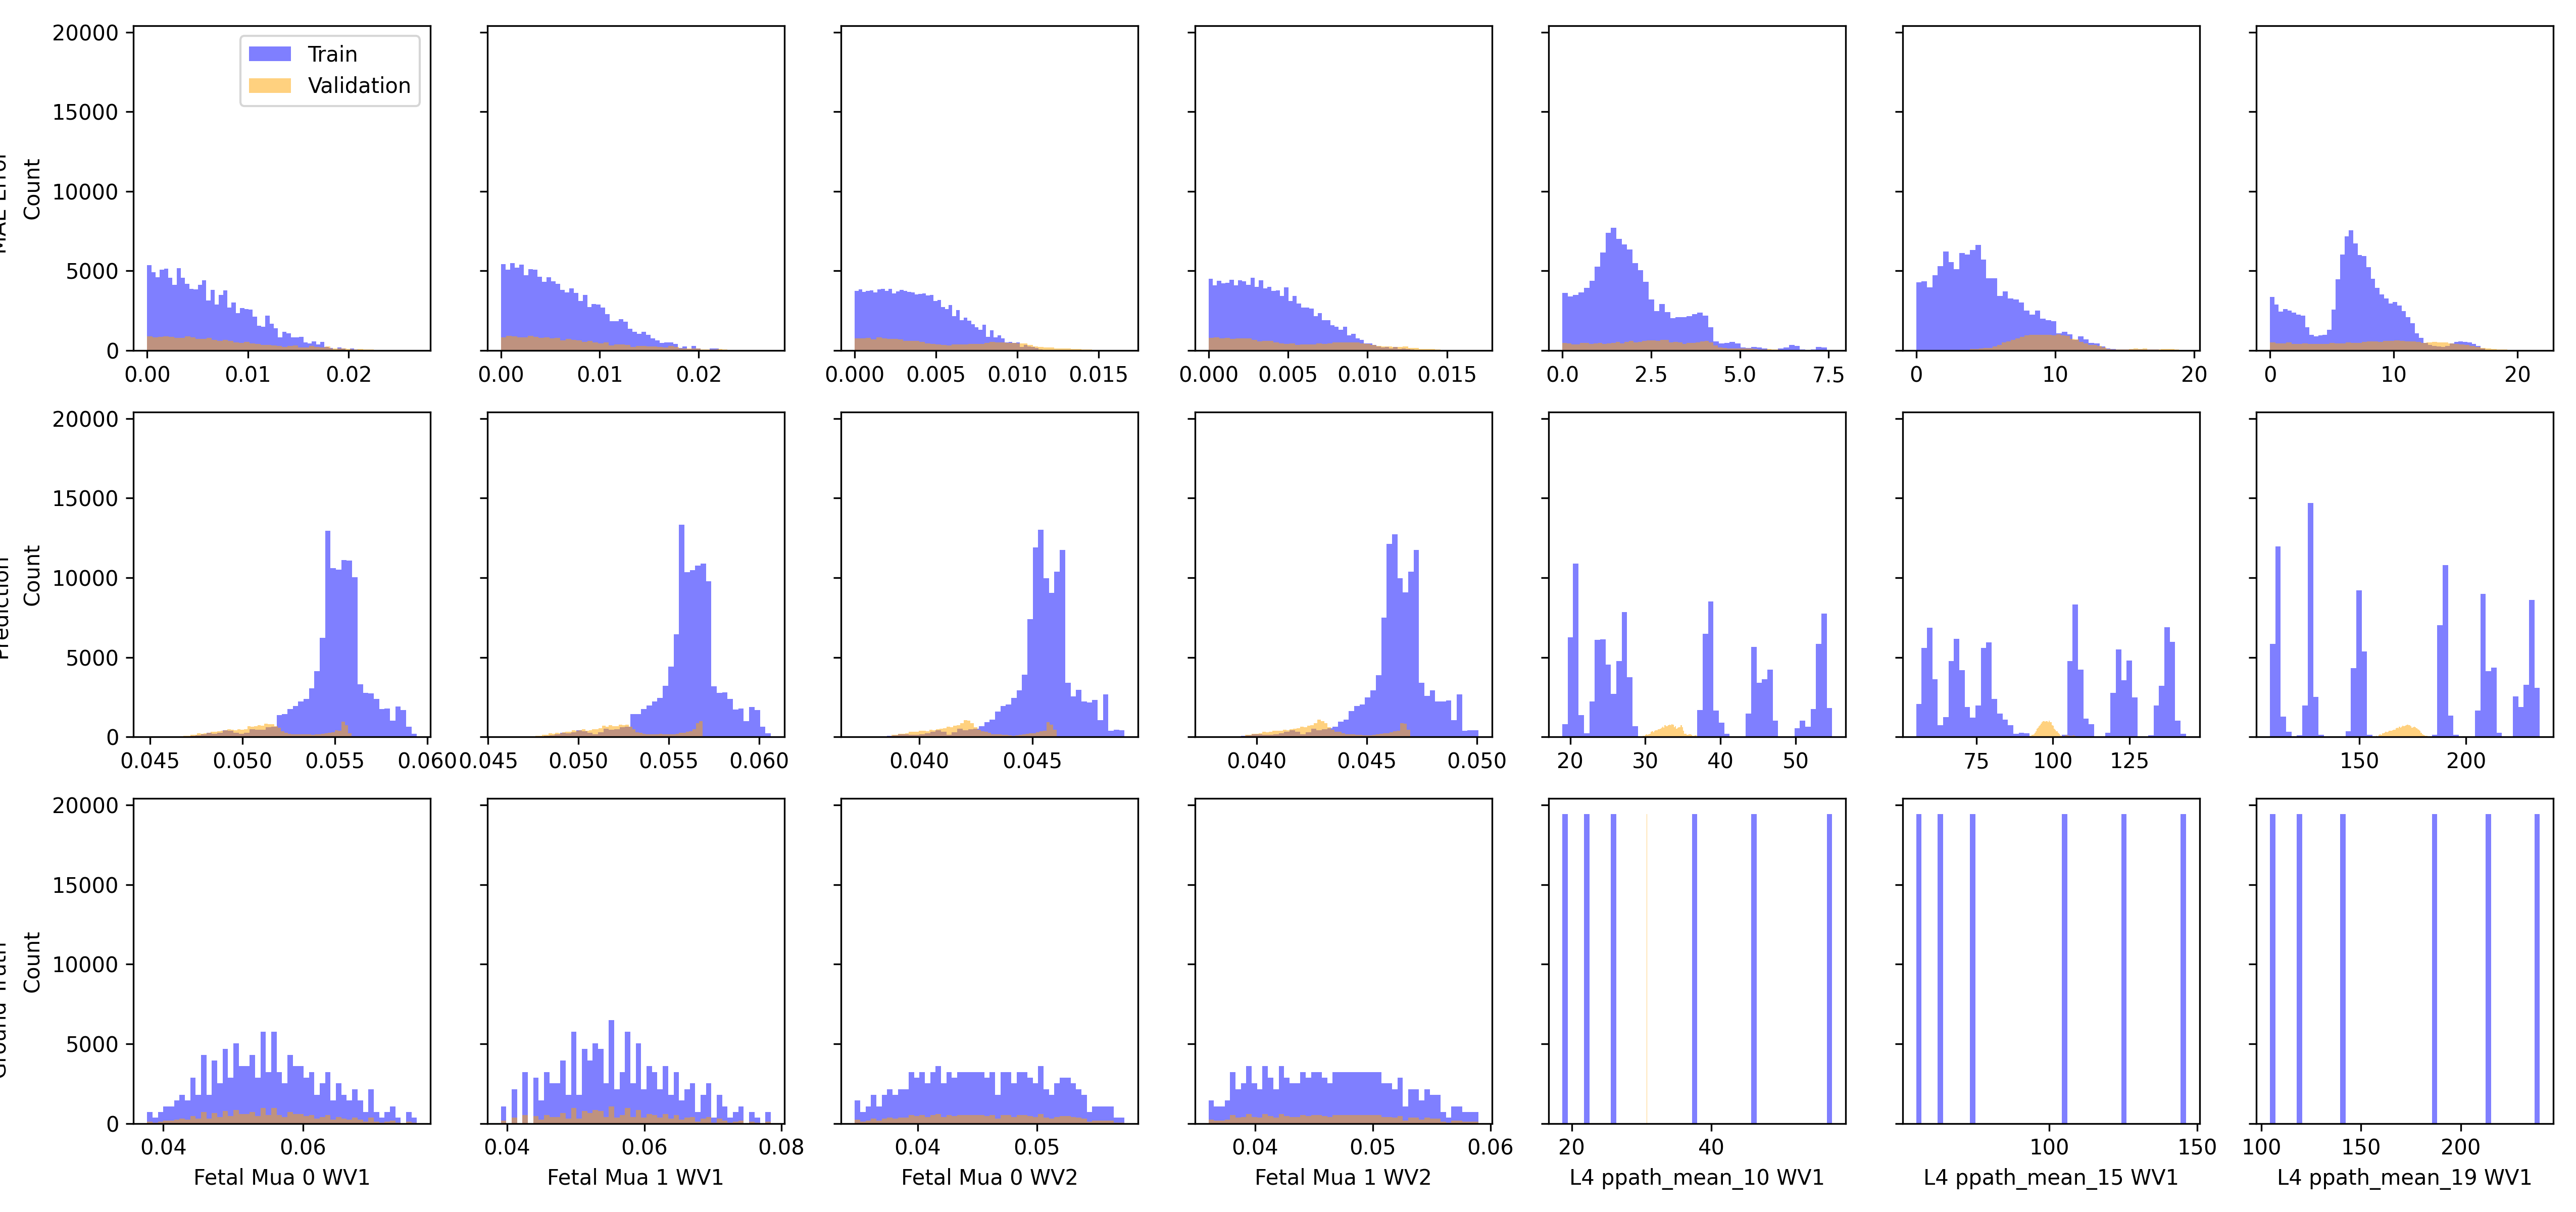 20000
15000
10000
5000
0
Count
Train
Validation
0.00 0.01 0.02
0.00 0.01 0.02
0.000 0.005 0.010 0.015
0.000 0.005 0.010 0.015
0.0 2.5 5.0 7.5
0 10 20
0 10 20
20000
15000
10000
5000
0
Count
0.045 0.050 0.055 0.060
0.045 0.050 0.055 0.060
0.040 0.045
0.040 0.045 0.050
20 30 40 50
75 100 125
150 200
20000
15000
10000
5000
0
Count
0.04 0.06
0.04 0.06 0.08
0.04 0.05
0.04 0.05 0.06
20 40
100 150
100 150 200
Fetal Mua 0 WV1
Fetal Mua 1 WV1
Fetal Mua 0 WV2
Fetal Mua 1 WV2
L4 ppath_mean_10 WV1
L4 ppath_mean_15 WV1
L4 ppath_mean_19 WV1